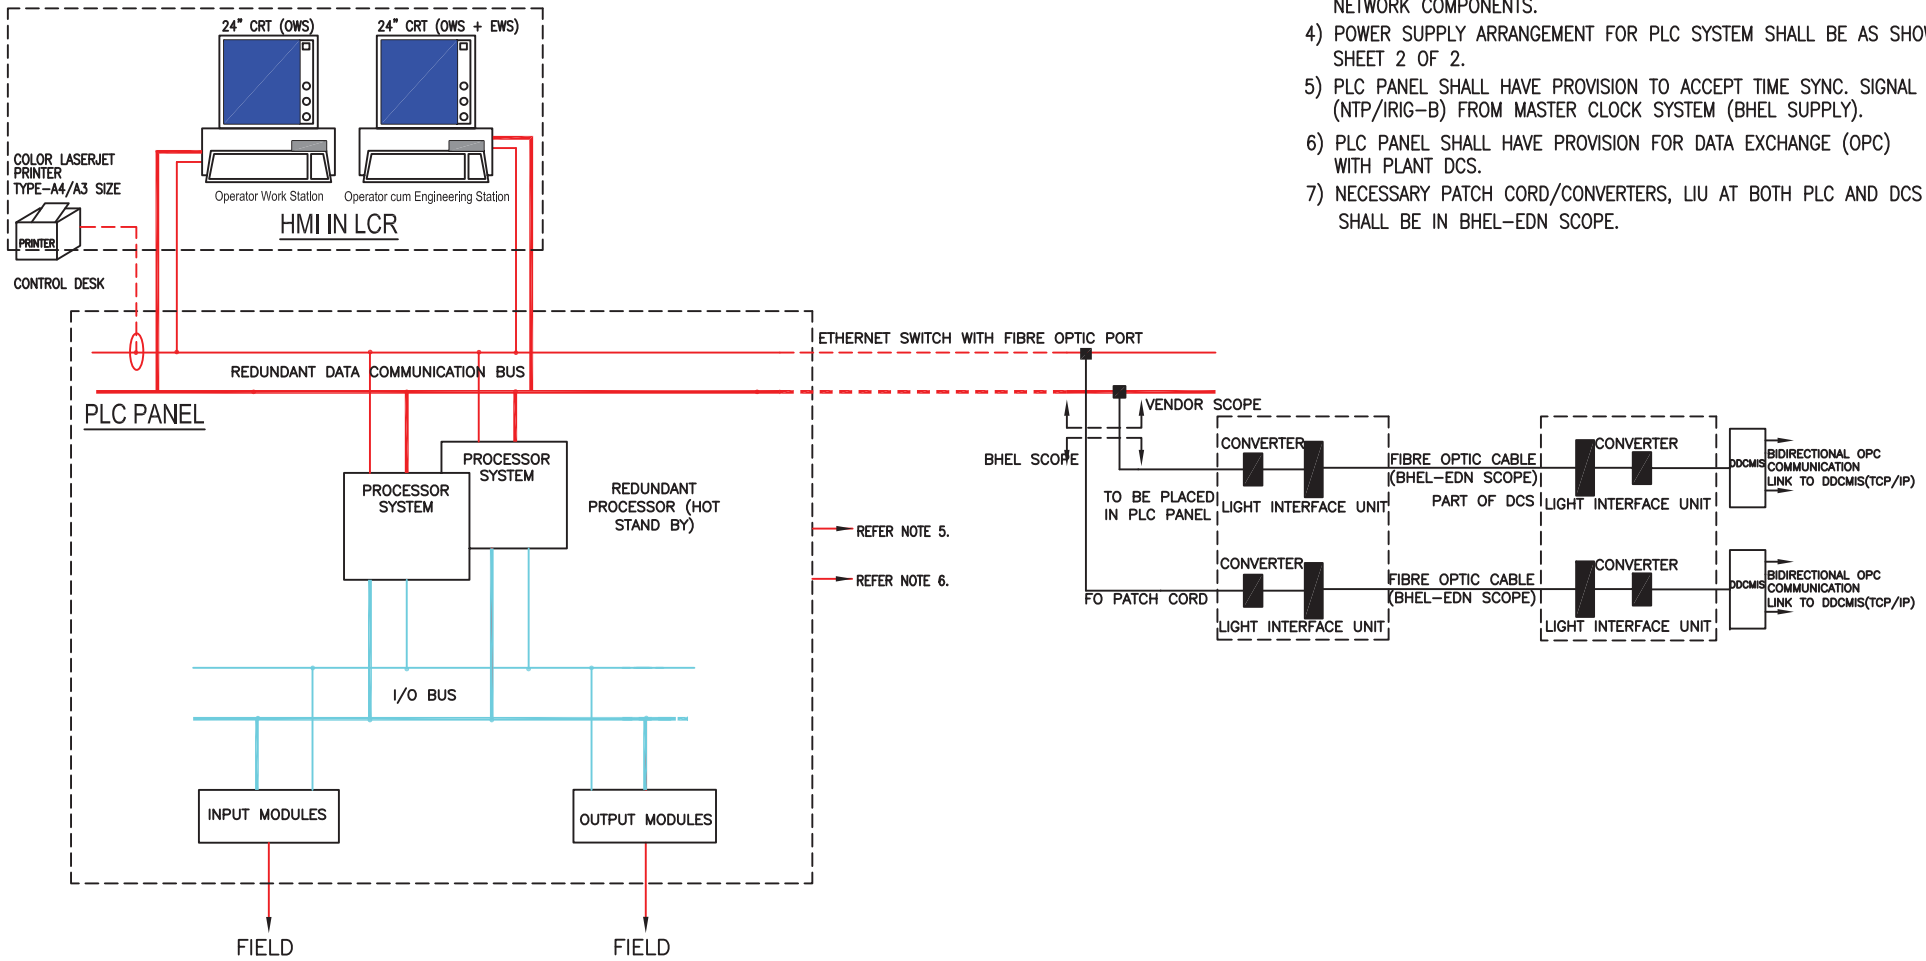 24" CRT (OWS)
24" CRT (OWS + EWS)
COLOR LASERJET
PRINTER
TYPE-A4/A3 SIZE
PRINTER
Operator Work Station
Operator cum Engineering Station
HMI IN LCR
CONTROL DESK
NETWORK COMPONENTS.
4) POWER SUPPLY ARRANGEMENT FOR PLC SYSTEM SHALL BE AS
SHEET 2 OF 2.
5) PLC PANEL SHALL HAVE PROVISION TO ACCEPT TIME SYNC. SIGNAL
(NTP/IRIG-B) FROM MASTER CLOCK SYSTEM (BHEL SUPPLY).
6) PLC PANEL SHALL HAVE PROVISION FOR DATA EXCHANGE (OPC)
WITH PLANT DCS.
7) NECESSARY PATCH CORD/CONVERTERS, LIU AT BOTH PLC AND DCS
SHALL BE IN BHEL-EDN SCOPE.
ETHERNET SWITCH WITH FIBRE OPTIC PORT
REDUNDANT DATA COMMUNICATION BUS
PLC PANEL
PROCESSOR
SYSTEM
PROCESSOR
SYSTEM
REDUNDANT
PROCESSOR (HOT
STAND BY)
REFER NOTE 5.
REFER NOTE 6.
I/O BUS
INPUT MODULES
OUTPUT MODULES
FIELD
FIELD
VENDOR SCOPE
BHEL SCOPE
TO BE PLACED
IN PLC PANEL
FO PATCH CORD
CONVERTER
LIGHT INTERFACE UNIT
FIBRE OPTIC CABLE
(BHEL-EDN SCOPE)
PART OF DCS
CONVERTER
LIGHT INTERFACE UNIT
DDCMIS
BIDIRECTIONAL OPC
COMMUNICATION
LINK TO DDCMIS(TCP/IP)
CONVERTER
LIGHT INTERFACE UNIT
FIBRE OPTIC CABLE
(BHEL-EDN SCOPE)
CONVERTER
LIGHT INTERFACE UNIT
DDCMIS
BIDIRECTIONAL OPC
COMMUNICATION
LINK TO DDCMIS(TCP/IP)